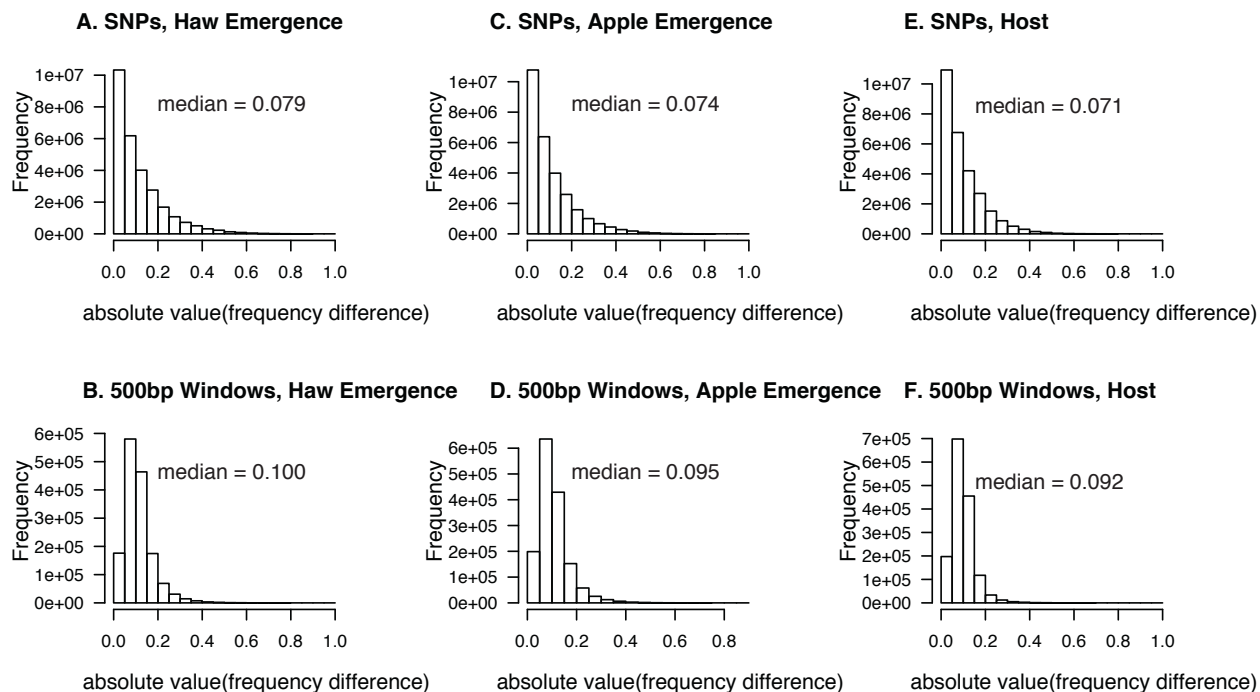 A. SNPs, Haw Emergence
Frequency
1e+07
8e+06
6e+06
4e+06
2e+06
0e+00
median = 0.079
0.0 0.2 0.4 0.6 0.8 1.0
absolute value(frequency difference)
C. SNPs, Apple Emergence
Frequency
1e+07
8e+06
6e+06
4e+06
2e+06
0e+00
median = 0.074
0.0 0.2 0.4 0.6 0.8 1.0
absolute value(frequency difference)
E. SNPs, Host
Frequency
1e+07
8e+06
6e+06
4e+06
2e+06
0e+00
median = 0.071
0.0 0.2 0.4 0.6 0.8 1.0
absolute value(frequency difference)
B. 500bp Windows, Haw Emergence
Frequency
6e+05
5e+05
4e+05
3e+05
2e+05
1e+05
0e+00
median = 0.100
0.0 0.2 0.4 0.6 0.8 1.0
absolute value(frequency difference)
D. 500bp Windows, Apple Emergence
Frequency
6e+05
5e+05
4e+05
3e+05
2e+05
1e+05
0e+00
median = 0.095
0.0 0.2 0.4 0.6 0.8
absolute value(frequency difference)
F. 500bp Windows, Host
Frequency
7e+05
6e+05
5e+05
4e+05
3e+05
2e+05
1e+05
0e+00
median = 0.092
0.0 0.2 0.4 0.6 0.8 1.0
absolute value(frequency difference)